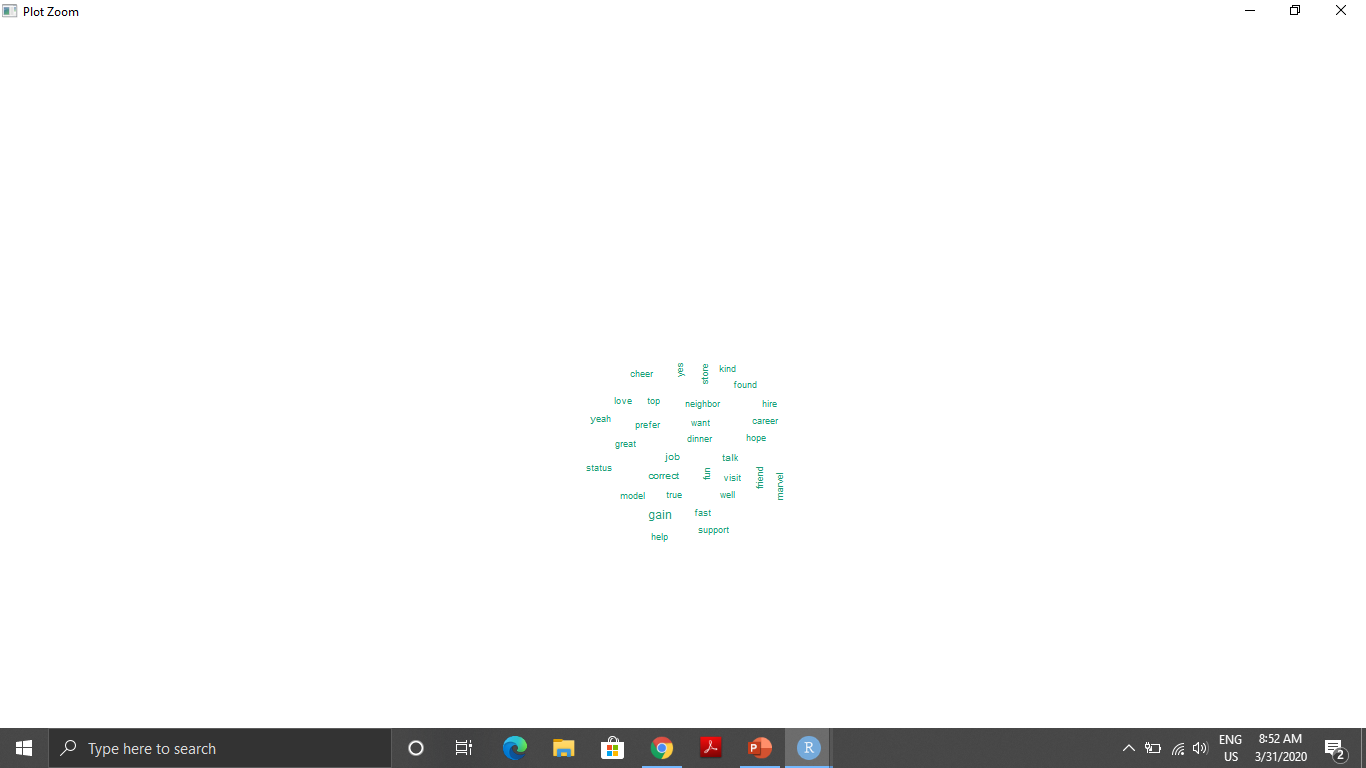 Plot Zoom
cheer yes store kind
found
love top neighbor hire
yeah prefer want career
great dinner hope
job talk
status correct fun visit friend marvel
model true well
gain fast
help support
Type here to search
ENG
US
8:52 AM
3/31/2020
2
R